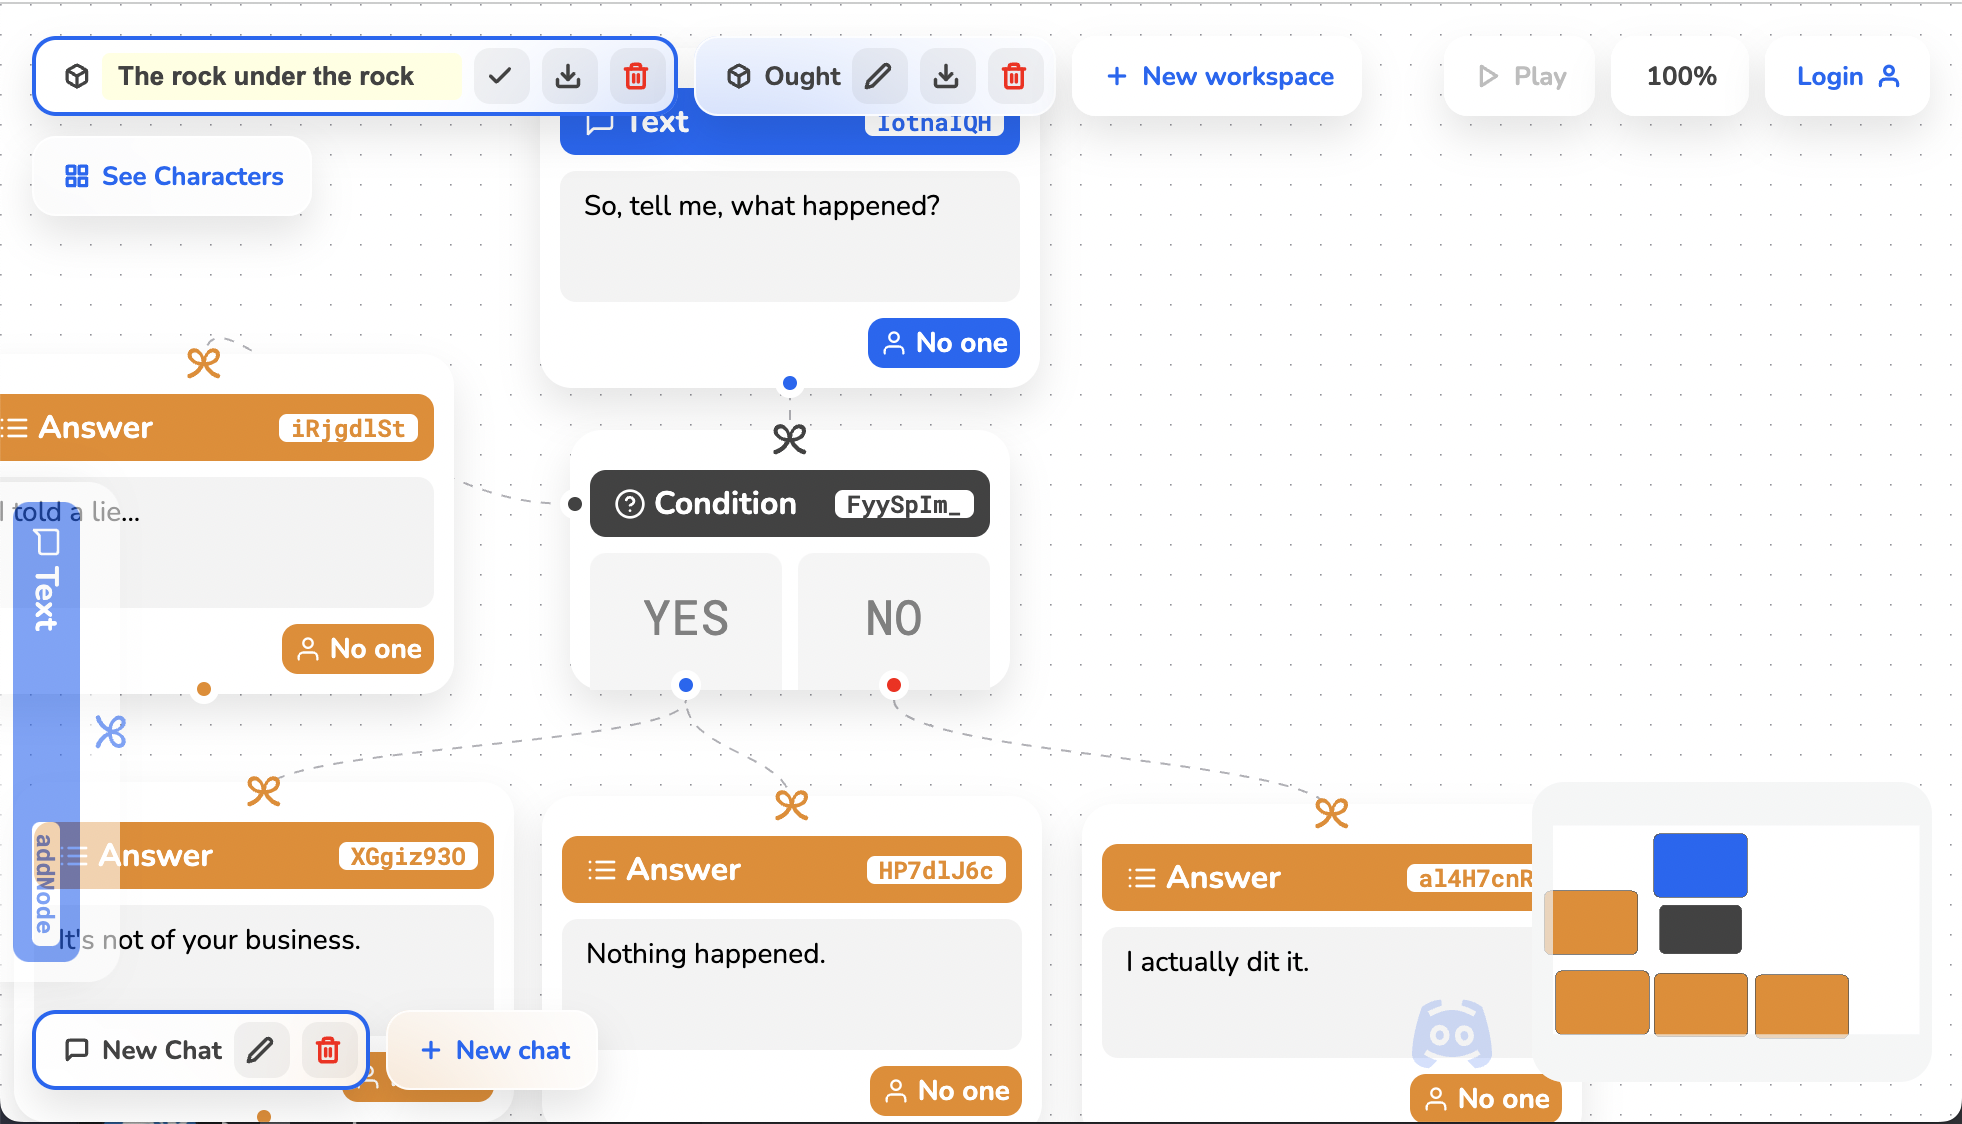 The rock under the rock
Ought
New workspace
Play
100%
Login
See Characters
Text
IotnaIQH
So, tell me, what happened?
No one
Answer
iRjgdlSt
I told a lie...
No one
Condition
FyySpIm_
YES
NO
Text
addNode
Answer
XGgiz93O
It's not of your business.
Answer
HP7dlJ6c
Nothing happened.
No one
Answer
al4H7cnR
I actually dit it.
No one
New Chat
New chat